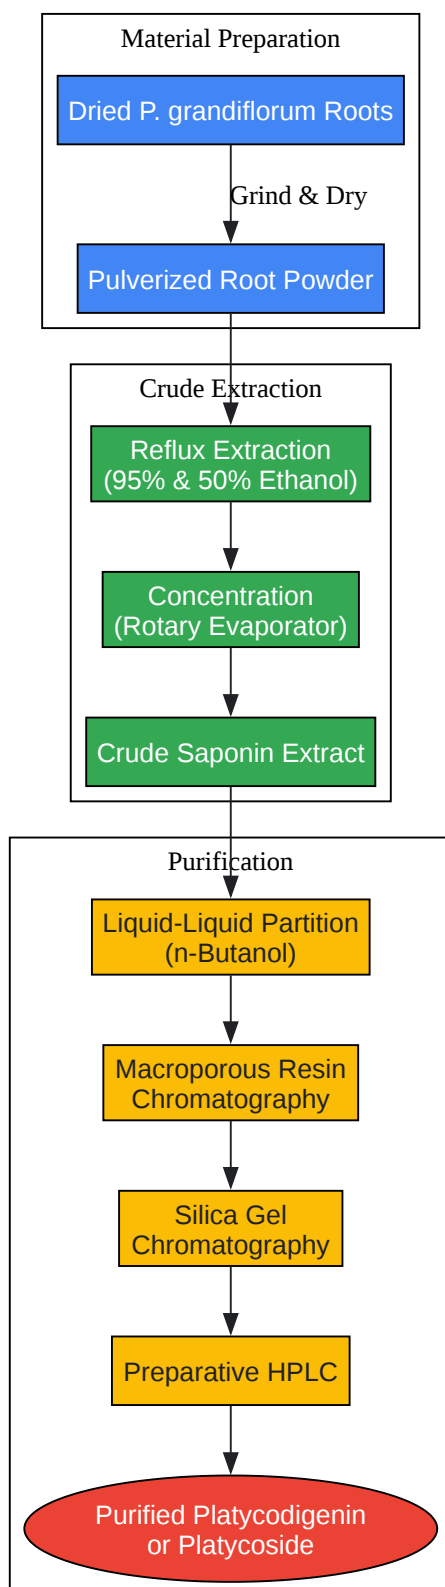 Material Preparation
Dried P. grandiflorum Roots
Grind & Dry
Pulverized Root Powder
Crude Extraction
Reflux Extraction
(95% & 50% Ethanol)
Concentration
(Rotary Evaporator)
Crude Saponin Extract
Purification
Liquid-Liquid Partition
(n-Butanol)
Macroporous Resin
Chromatography
Silica Gel
Chromatography
Preparative HPLC
Purified Platycodigenin
or Platycoside